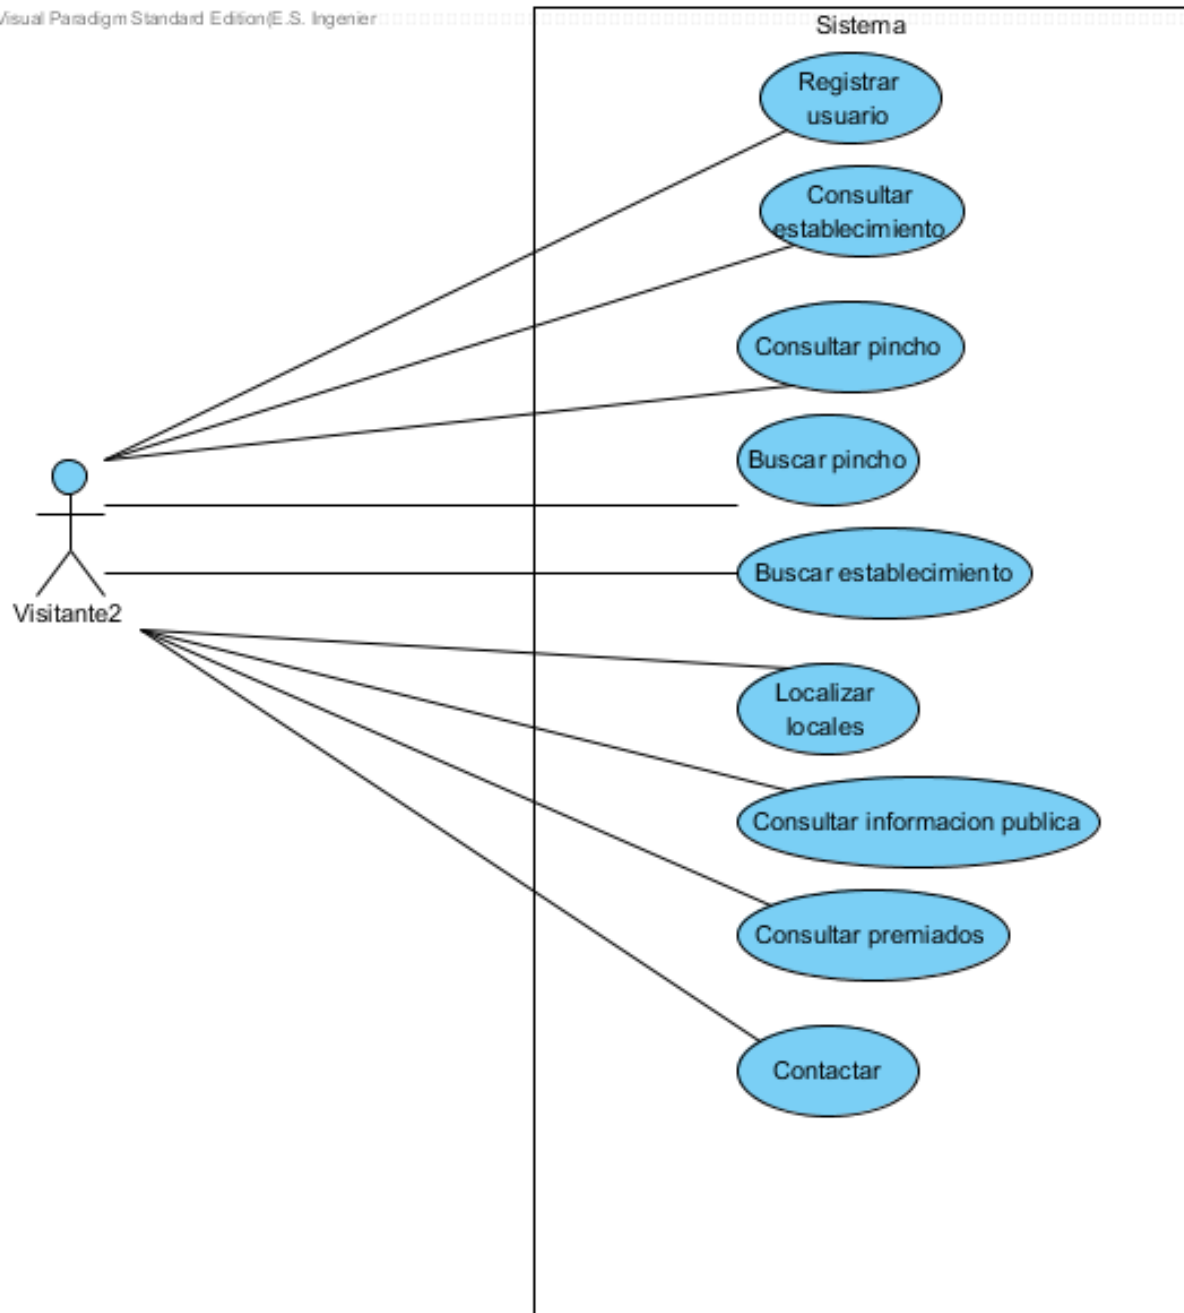 Visual Paradigm Standard Edition(E.S. Ingenier
Sistema
Registrar
usuario
Consultar
establecimiento
Consultar pincho
Buscar pincho
Buscar establecimiento
Visitante2
Localizar
locales
Consultar informacion publica
Consultar premiados
Contactar